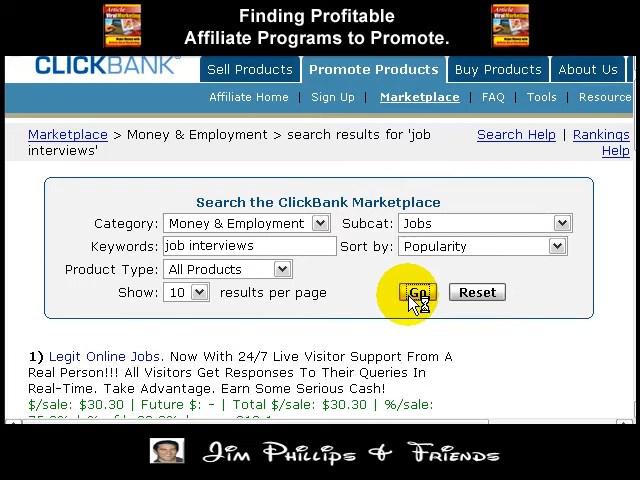 Finding Profitable
Affiliate Programs to Promote.
CLICKBANK
Sell Products
Promote Products
Buy Products
About Us
Affiliate Home | Sign Up | Marketplace | FAQ | Tools | Resource
Marketplace > Money & Employment > search results for 'job interviews'
Search Help | Rankings Help
Search the ClickBank Marketplace
Category: Money & Employment Subcat: Jobs
Keywords: job interviews Sort by: Popularity
Product Type: All Products
Show: 10 results per page Go Reset
1) Legit Online Jobs. Now With 24/7 Live Visitor Support From A
Real Person!!! All Visitors Get Responses To Their Queries In
Real-Time. Take Advantage. Earn Some Serious Cash!
$/sale: $30.30 | Future $: - | Total $/sale: $30.30 | %/sale:
Jim Phillips & Friends